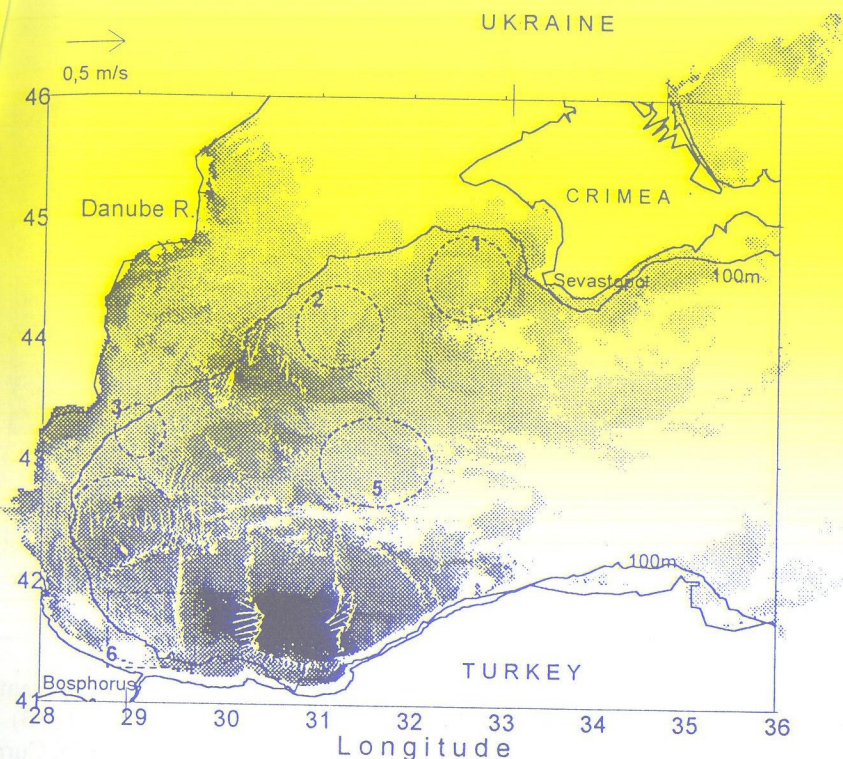 UKRAINE
0,5 m/s
46
CRIMEA
Danube R.
45
1
Sevastopol
100m
2
44
3
43
5
4
100m
42
6
TURKEY
Bosphorus
41
28 29 30 31 32 33 34 35 36
Longitude